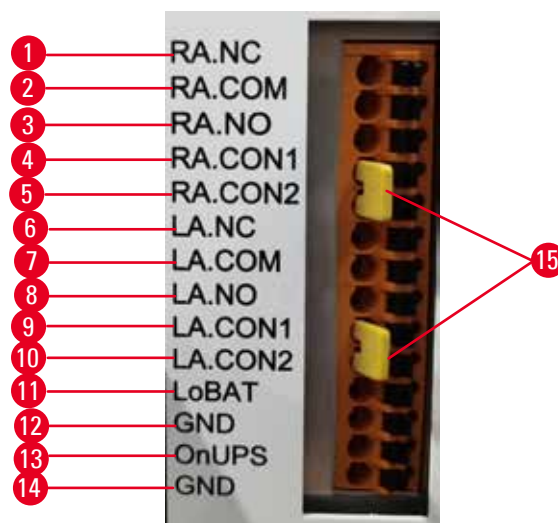 1 RA.NC
2 RA.COM
3 RA.NO
4 RA.CON1
5 RA.CON2
6 LA.NC
7 LA.COM
8 LA.NO
9 LA.CON1
10 LA.CON2
11 LoBAT
12 GND
13 OnUPS
14 GND
15